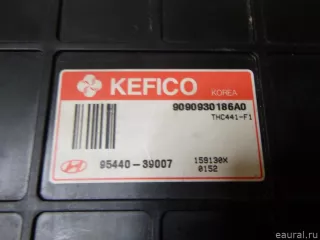 KEFICO
KOREA
9090930186A0
THC441-F1
95440-39007
159130K
0152
eaural.ru